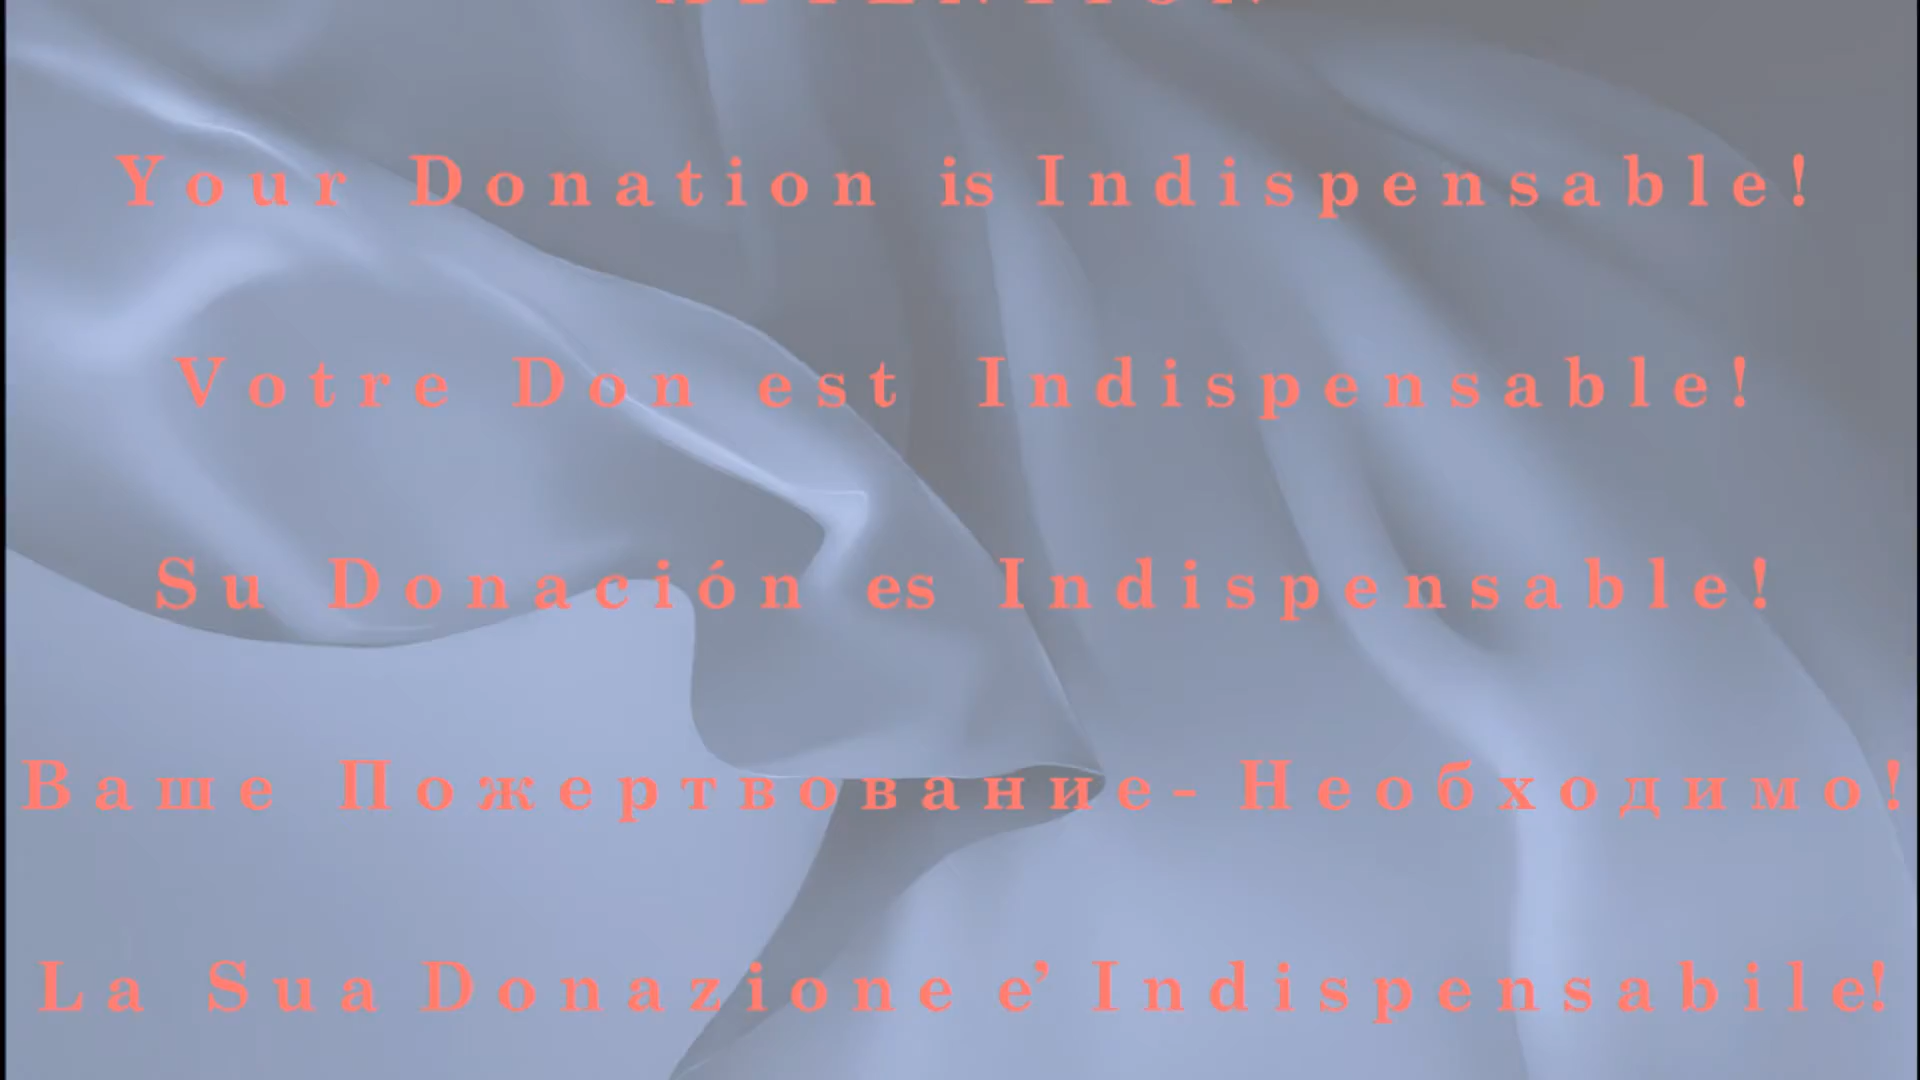 ATTENTION
Your Donation is Indispensable!
Votre Don est Indispensable!
Su Donación es Indispensable!
Ваше Пожертвование- Необходимо!
La Sua Donazione e’ Indispensabile!